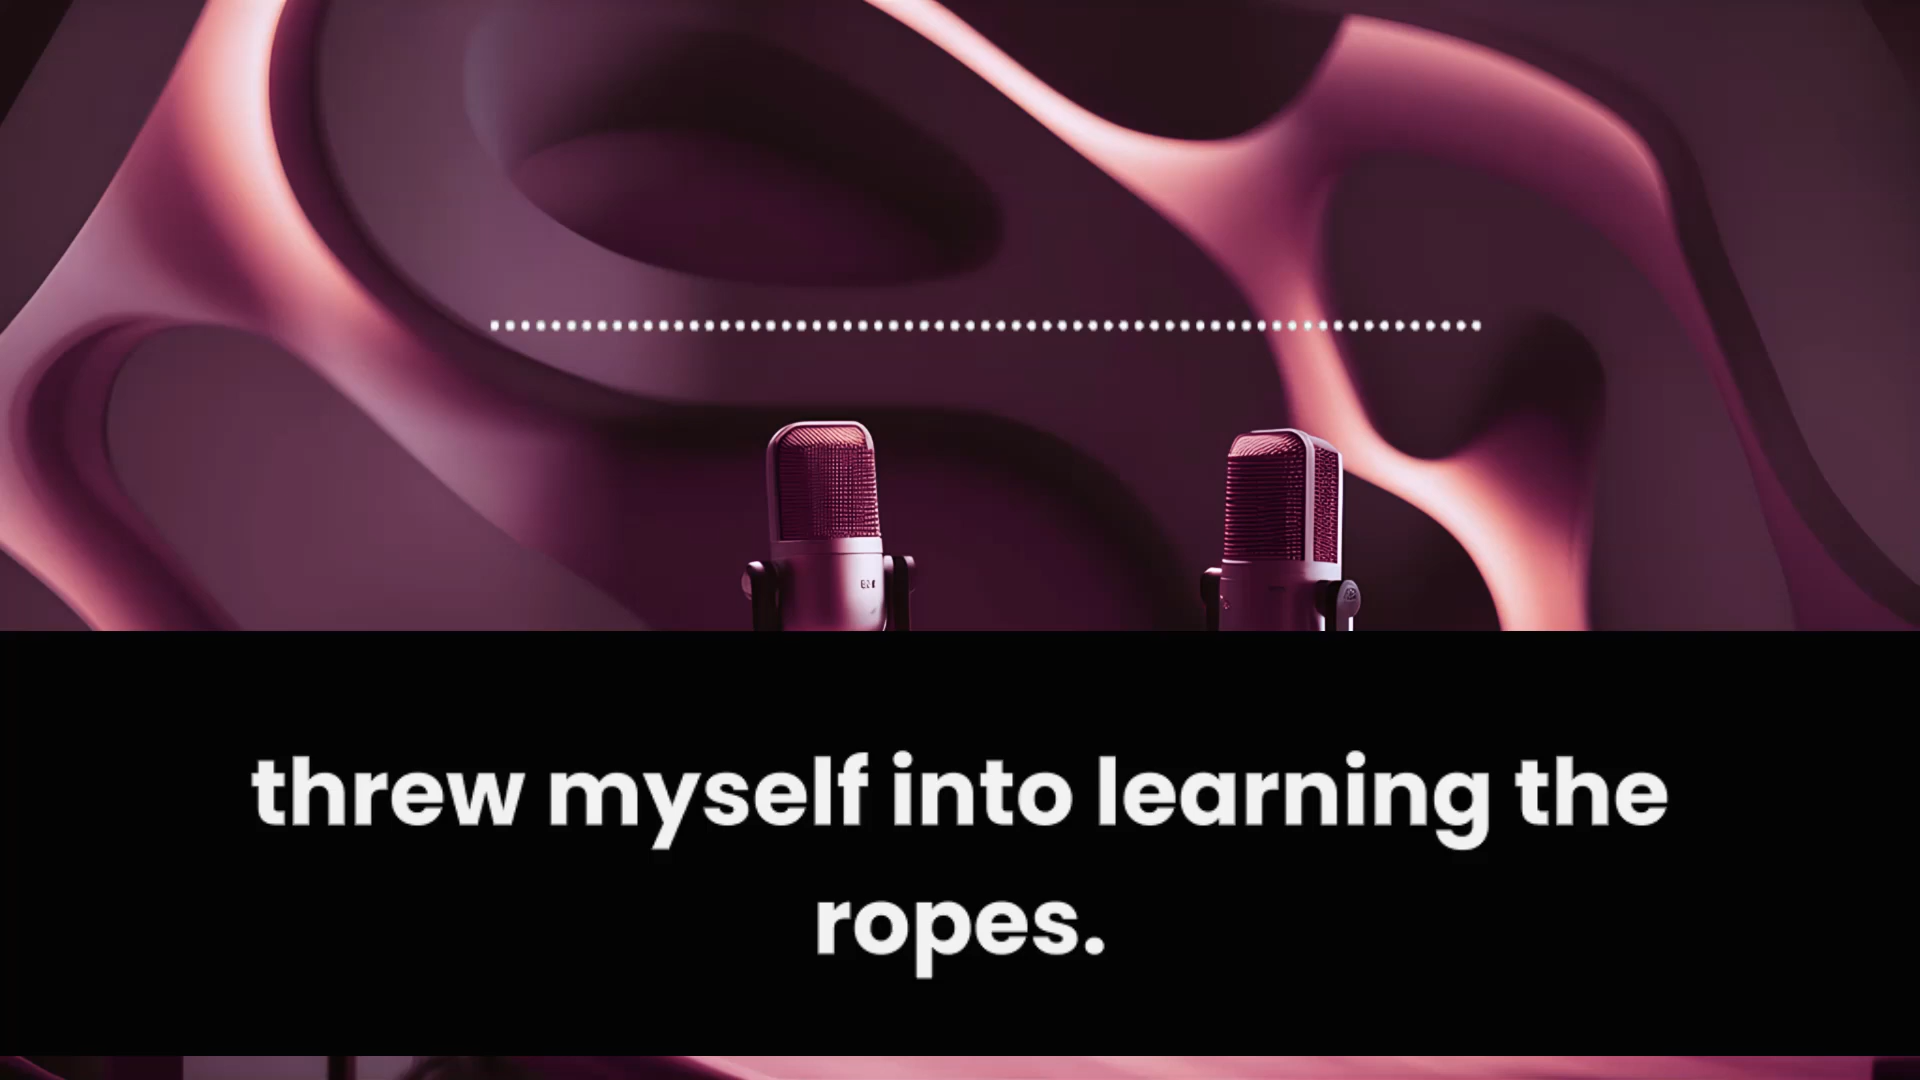 threw myself into learning the
ropes.